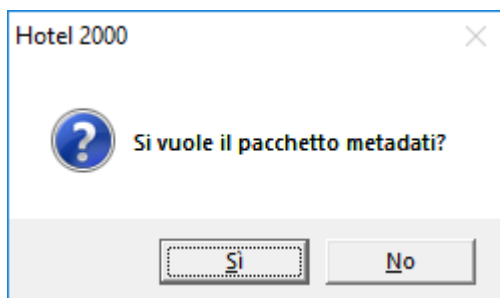 Hotel 2000
Si vuole il pacchetto metadati?
Sì
No